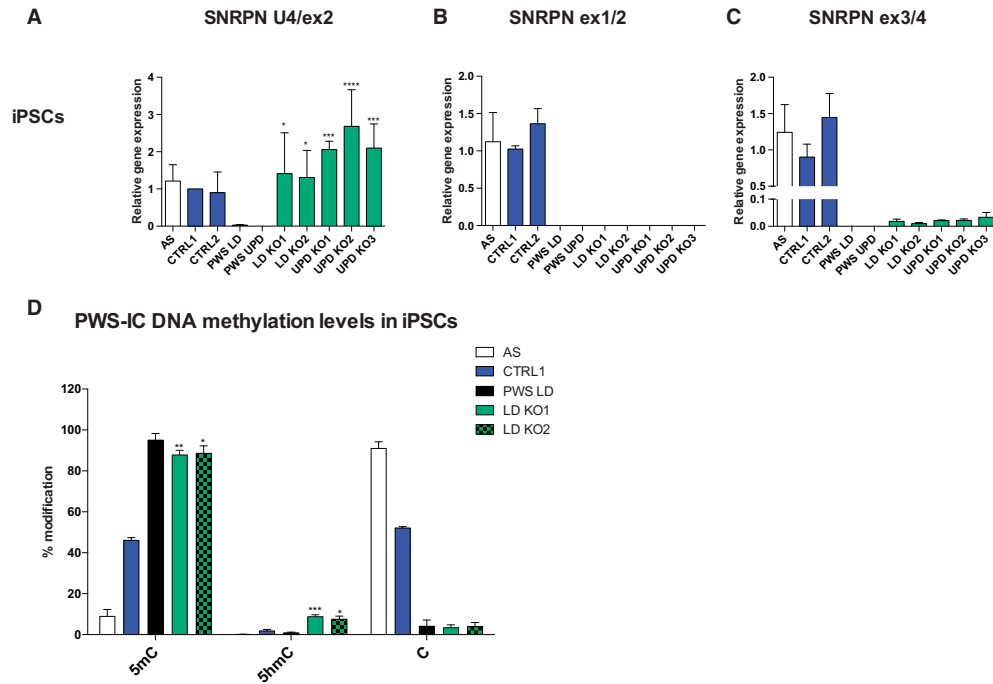 A SNRPN U4/ex2 B SNRPN ex1/2 C SNRPN ex3/4
iPSCs
Relative gene expression
4
3
2
1
0
* * *** **** ***
AS CTRL1 CTRL2 PWS LD PWS UPD LD KO1 LD KO2 UPD KO1 UPD KO2 UPD KO3
Relative gene expression
2.0
1.5
1.0
0.5
0.0
AS CTRL1 CTRL2 PWS LD PWS UPD LD KO1 LD KO2 UPD KO1 UPD KO2 UPD KO3
Relative gene expression
2.0
1.5
1.0
0.5
0.1
0.0
AS CTRL1 CTRL2 PWS LD PWS UPD LD KO1 LD KO2 UPD KO1 UPD KO2 UPD KO3
D PWS-IC DNA methylation levels in iPSCs
AS
CTRL1
PWS LD
LD KO1
LD KO2
% modification
120
100
80
60
40
20
0
** * *** *
5mC 5hmC C